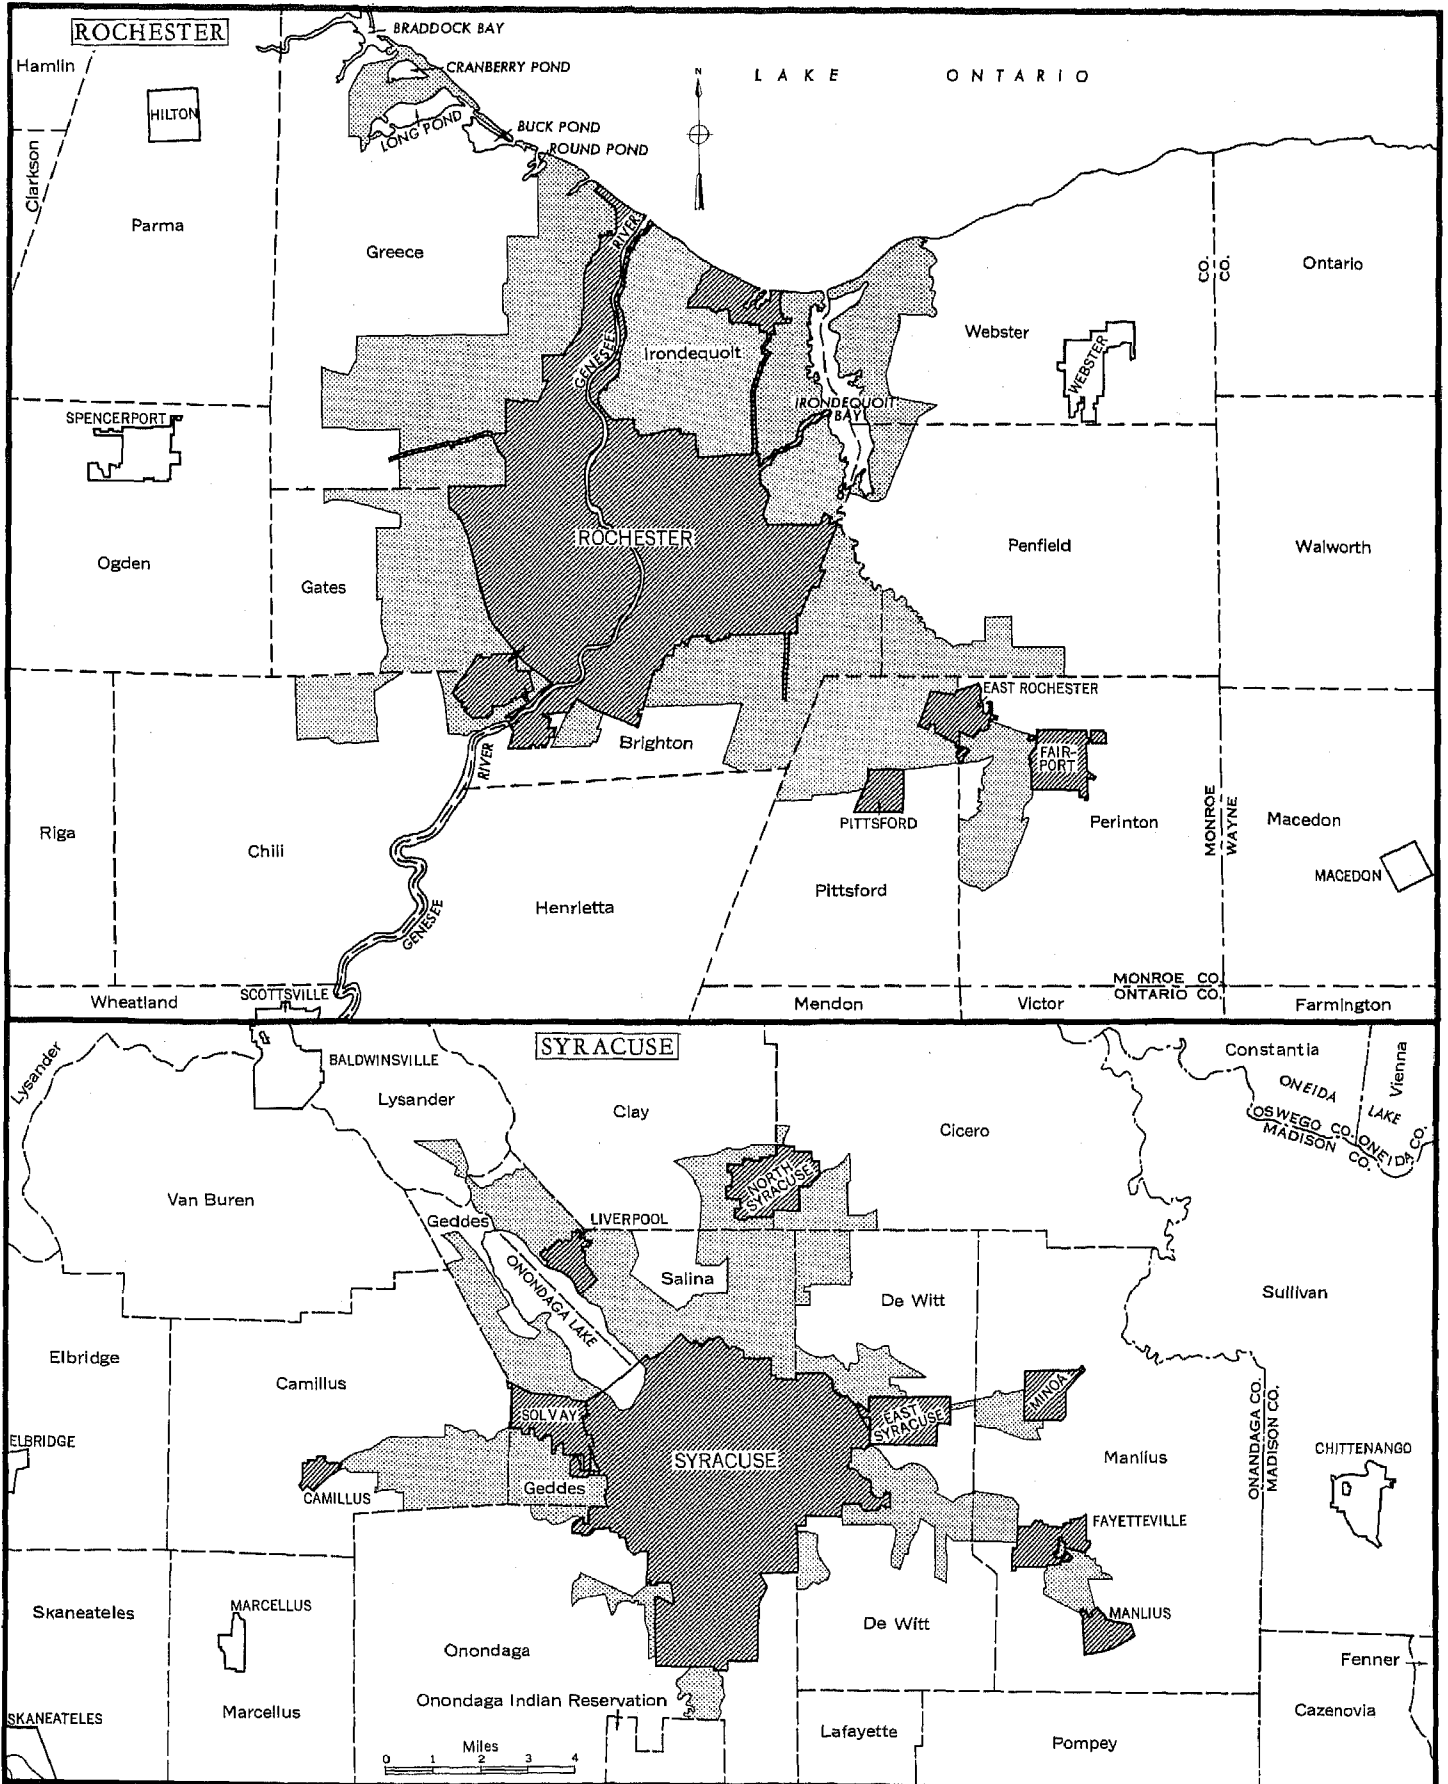 ROCHESTER
BRADDOCK BAY
CRANBERRY POND
Hamlin
HILTON
LONG POND
BUCK POND
ROUND POND
N
LAKE ONTARIO
Clarkson
Parma
Greece
RIVER
GENESEE
Irondequoit
IRONDEQUOIT
BAY
Webster
WEBSTER
CO.
CO.
Ontario
SPENCERPORT
Ogden
Gates
ROCHESTER
Penfield
Walworth
EAST ROCHESTER
FAIR-
PORT
Brighton
RIVER
PITTSFORD
Perinton
MONROE
WAYNE
Macedon
MACEDON
Riga
Chili
GENESEE
Henrietta
Pittsford
Wheatland
SCOTTSVILLE
Mendon
Victor
MONROE CO.
ONTARIO CO.
Farmington
SYRACUSE
Lysander
BALDWINSVILLE
Lysander
Clay
Cicero
Constantia
ONEIDA
LAKE
Vienna
OSWEGO CO.
MADISON CO.
ONEIDA CO.
Van Buren
Geddes
LIVERPOOL
NORTH
SYRACUSE
ONONDAGA LAKE
Salina
De Witt
Sullivan
Elbridge
Camillus
SOLVAY
EAST
SYRACUSE
MINOA
ELBRIDGE
CAMILLUS
Geddes
SYRACUSE
Manlius
ONANDAGA CO.
MADISON CO.
CHITTENANGO
FAYETTEVILLE
Skaneateles
MARCELLUS
MANLIUS
De Witt
Onondaga
Onondaga Indian Reservation
Fenner
SKANEATELES
Marcellus
Lafayette
Pompey
Cazenovia
Miles
0 1 2 3 4